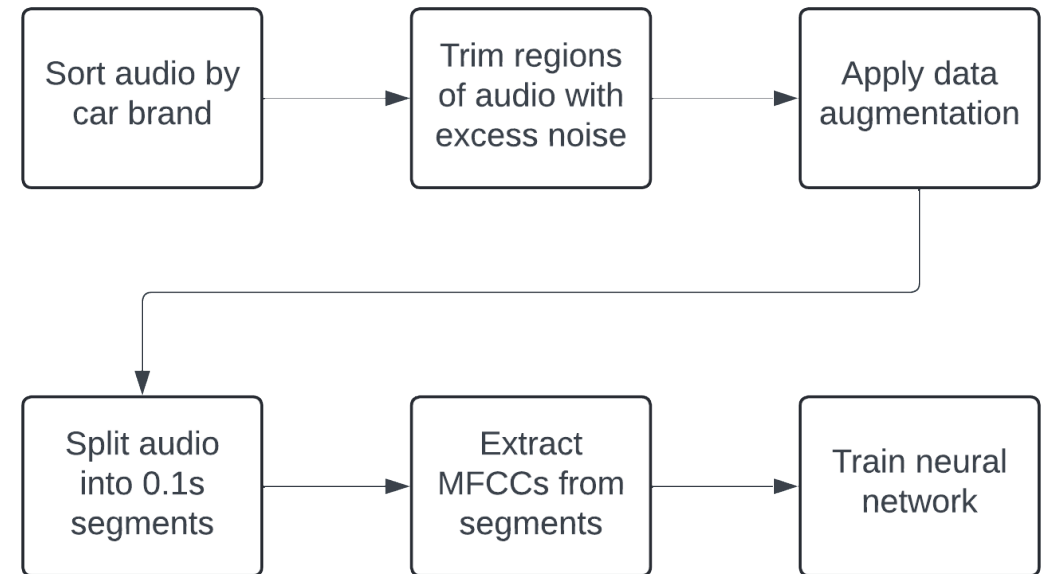 Sort audio by
car brand
Trim regions
of audio with
excess noise
Apply data
augmentation
Split audio
into 0.1s
segments
Extract
MFCCs from
segments
Train neural
network